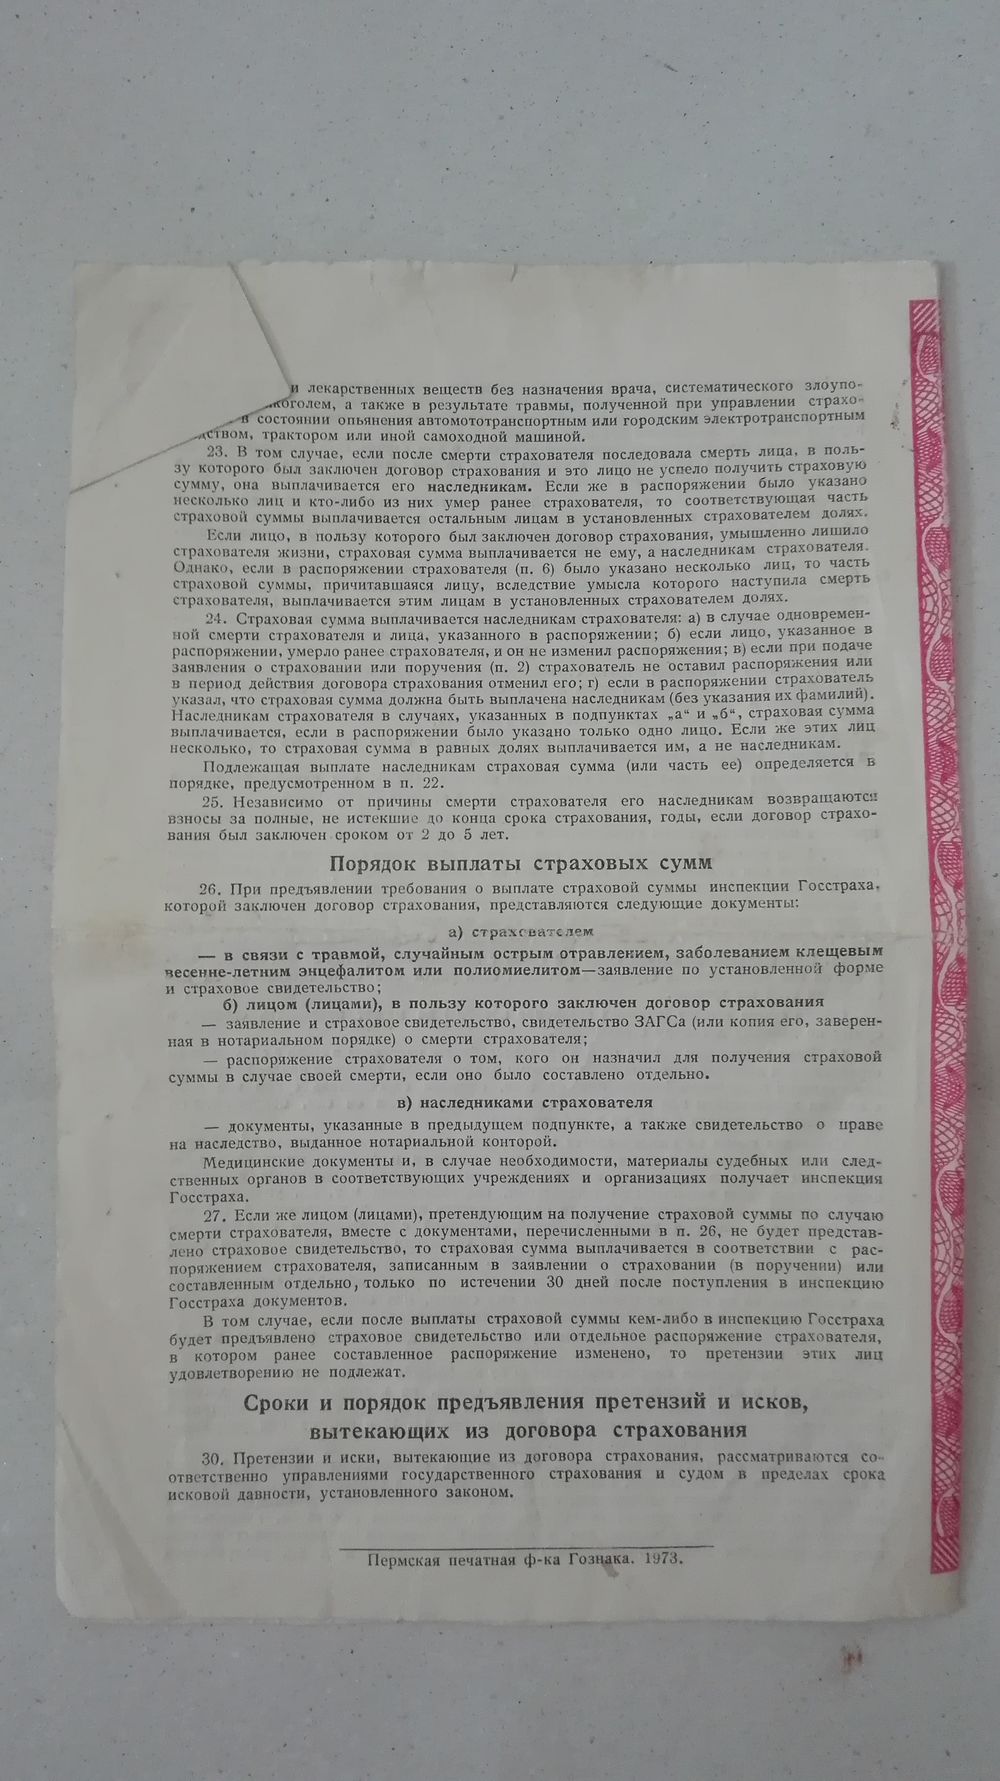 и лекарственных веществ без назначения врача, систематического злоупо-
коголем, а также в результате травмы, полученной при управлении страхо-
в состоянии опьянения автомототранспортным или городским электротранспортным
дством, трактором или иной самоходной машиной.
23. В том случае, если после смерти страхователя последовала смерть лица, в поль-
зу которого был заключен договор страхования и это лицо не успело получить страховую
сумму, она выплачивается его наследникам. Если же в распоряжении было указано
несколько лиц и кто-либо из них умер ранее страхователя, то соответствующая часть
страховой суммы выплачивается остальным лицам в установленных страхователем долях.
Если лицо, в пользу которого был заключен договор страхования, умышленно лишило
страхователя жизни, страховая сумма выплачивается не ему, а наследникам страхователя.
Однако, если в распоряжении страхователя (п. 6) было указано несколько лиц, то часть
страховой суммы, причитавшаяся лицу, вследствие умысла которого наступила смерть
страхователя, выплачивается этим лицам в установленных страхователем долях.
24. Страховая сумма выплачивается наследникам страхователя: а) в случае одновремен-
ной смерти страхователя и лица, указанного в распоряжении; б) если лицо, указанное в
распоряжении, умерло ранее страхователя, и он не изменил распоряжения; в) если при подаче
заявления о страховании или поручения (п. 2) страхователь не оставил распоряжения или
в период действия договора страхования отменил его; г) если в распоряжении страхователь
указал, что страховая сумма должна быть выплачена наследникам (без указания их фамилий).
Наследникам страхователя в случаях, указанных в подпунктах „а“ и „б“, страховая сумма
выплачивается, если в распоряжении было указано только одно лицо. Если же этих лиц
несколько, то страховая сумма в равных долях выплачивается им, а не наследникам.
Подлежащая выплате наследникам страховая сумма (или часть ее) определяется в
порядке, предусмотренном в п. 22.
25. Независимо от причины смерти страхователя его наследникам возвращаются
взносы за полные, не истекшие до конца срока страхования, годы, если договор страхо-
вания был заключен сроком от 2 до 5 лет.
Порядок выплаты страховых сумм
26. При предъявлении требования о выплате страховой суммы инспекции Госстраха,
которой заключен договор страхования, представляются следующие документы:
а) страхователем
— в связи с травмой, случайным острым отравлением, заболеванием клещевым
весенне-летним энцефалитом или полиомиелитом—заявление по установленной форме
и страховое свидетельство;
б) лицом (лицами), в пользу которого заключен договор страхования
— заявление и страховое свидетельство, свидетельство ЗАГСа (или копия его, заверен-
ная в нотариальном порядке) о смерти страхователя;
— распоряжение страхователя о том, кого он назначил для получения страховой
суммы в случае своей смерти, если оно было составлено отдельно.
в) наследниками страхователя
— документы, указанные в предыдущем подпункте, а также свидетельство о праве
на наследство, выданное нотариальной конторой.
Медицинские документы и, в случае необходимости, материалы судебных или след-
ственных органов в соответствующих учреждениях и организациях получает инспекция
Госстраха.
27. Если же лицом (лицами), претендующим на получение страховой суммы по случаю
смерти страхователя, вместе с документами, перечисленными в п. 26, не будет представ-
лено страховое свидетельство, то страховая сумма выплачивается в соответствии с рас-
поряжением страхователя, записанным в заявлении о страховании (в поручении) или
составленным отдельно, только по истечении 30 дней после поступления в инспекцию
Госстраха документов.
В том случае, если после выплаты страховой суммы кем-либо в инспекцию Госстраха
будет предъявлено страховое свидетельство или отдельное распоряжение страхователя,
в котором ранее составленное распоряжение изменено, то претензии этих лиц
удовлетворению не подлежат.
Сроки и порядок предъявления претензий и исков,
вытекающих из договора страхования
30. Претензии и иски, вытекающие из договора страхования, рассматриваются со-
ответственно управлениями государственного страхования и судом в пределах срока
исковой давности, установленного законом.
Пермская печатная ф-ка Гознака. 1973.